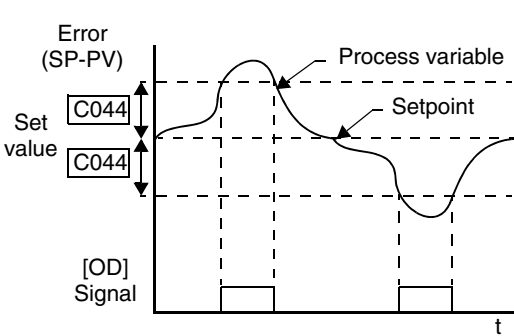 Error
(SP-PV)
Process variable
C044
Setpoint
Set
value
C044
[OD]
Signal
t